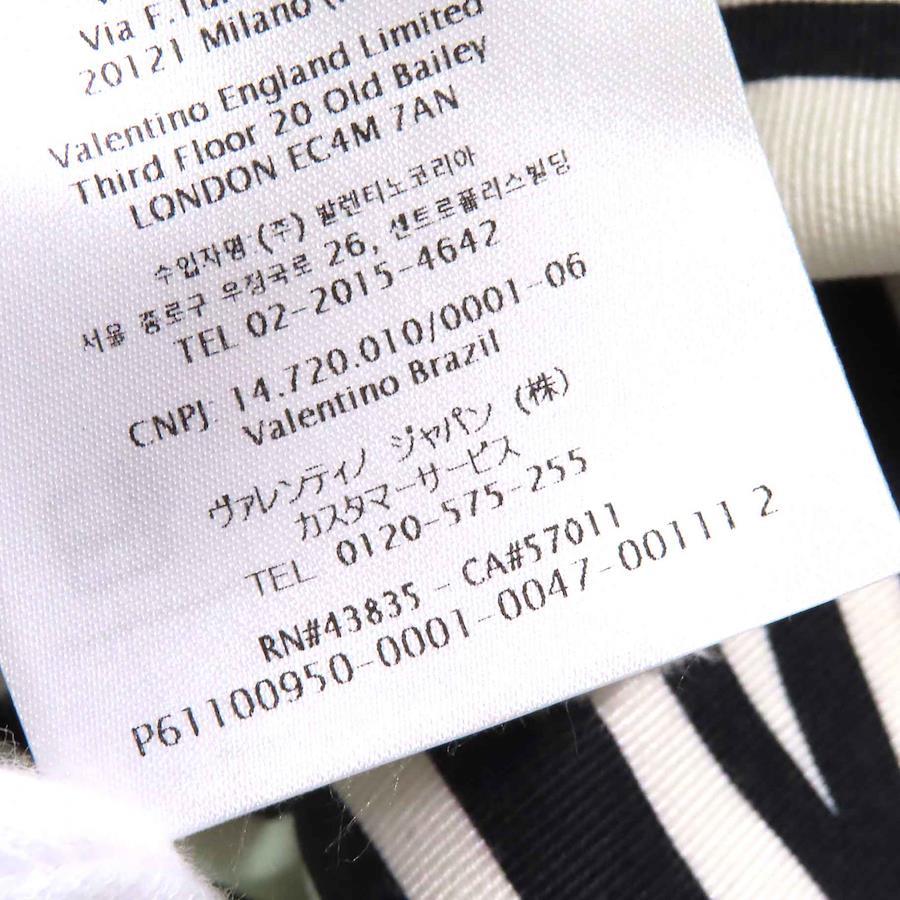 Via F.
20121 Milano
Valentino England Limited
Third Floor 20 Old Bailey
LONDON EC4M 7AN
수입자명:(주) 발렌티노코리아
서울 종로구 우정국로 26, 센트로폴리스빌딩
TEL 02-2015-4642
CNPJ: 14.720.010/0001-06
Valentino Brazil
ヴァレンティノ ジャパン (株)
カスタマーサービス
TEL 0120-575-255
RN#43835 - CA#57011
P61100950-0001-0047-00111 2